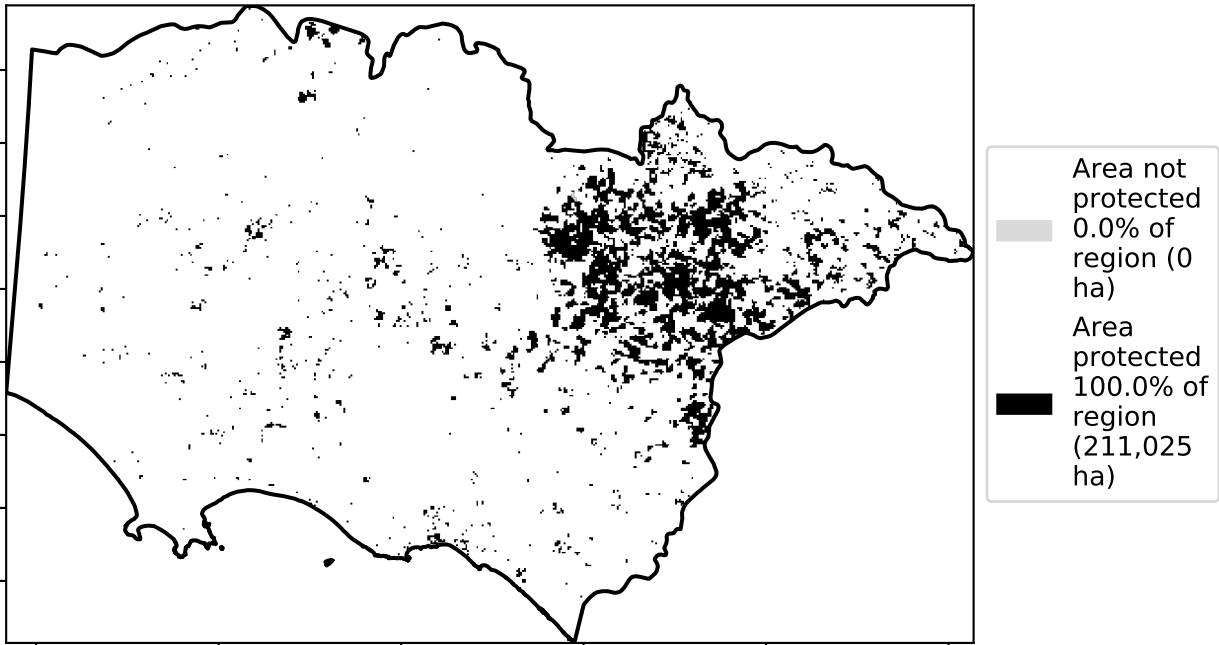 Area not
protected
0.0% of
region (0
ha)
Area
protected
100.0% of
region
(211,025
ha)